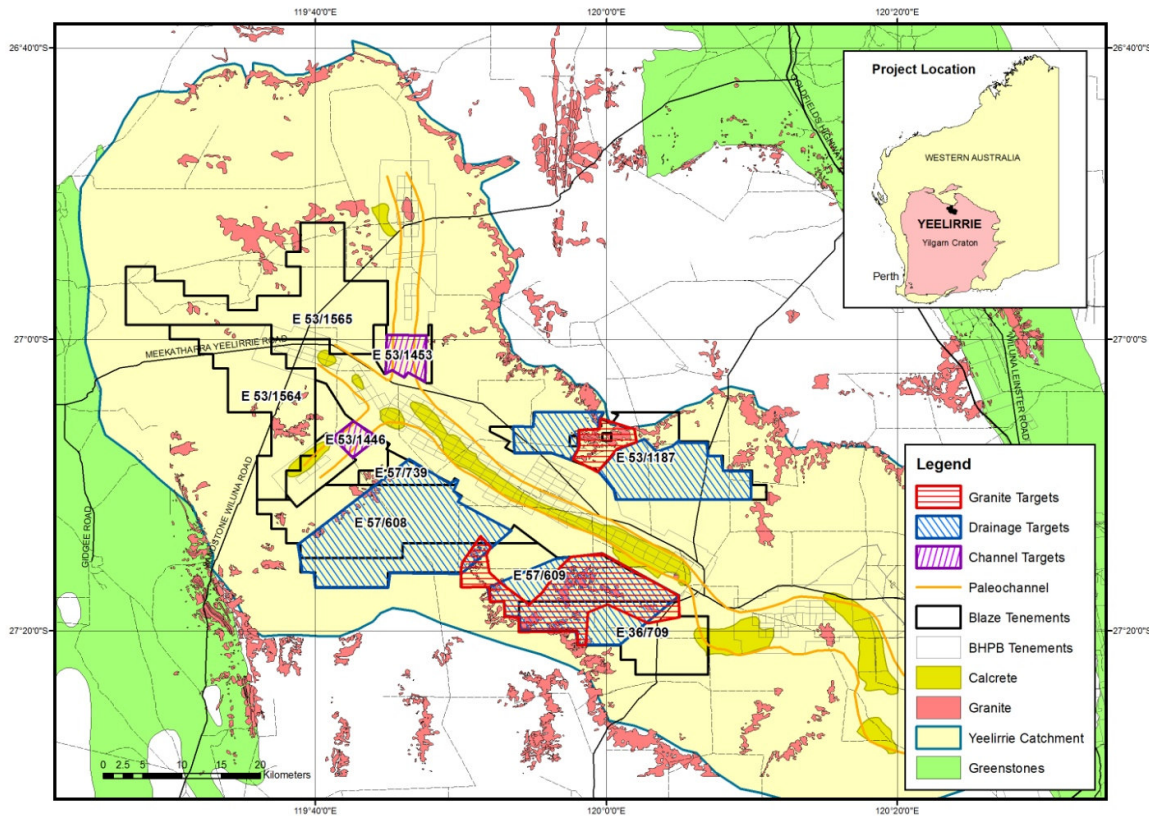 119°40'0"E
120°0'0"E
120°20'0"E
26°40'0"S
26°40'0"S
Project Location
WESTERN AUSTRALIA
YEELIRRIE
Yilgarn Craton
Perth
GOLDFIELDS HIGHWAY
E 53/1565
27°0'0"S
27°0'0"S
MEEKATHARRA YEELIRRIE ROAD
E 53/1453
WILUNA LEINSTER ROAD
E 53/1564
E 53/1446
E 53/1187
E 57/739
GIDGEE ROAD
SANDSTONE WILUNA ROAD
E 57/608
E 57/609
E 36/709
27°20'0"S
27°20'0"S
Legend
Granite Targets
Drainage Targets
Channel Targets
Paleochannel
Blaze Tenements
BHPB Tenements
Calcrete
Granite
Yeelirrie Catchment
Greenstones
0 2.5 5 10 15 20
Kilometers
119°40'0"E
120°0'0"E
120°20'0"E